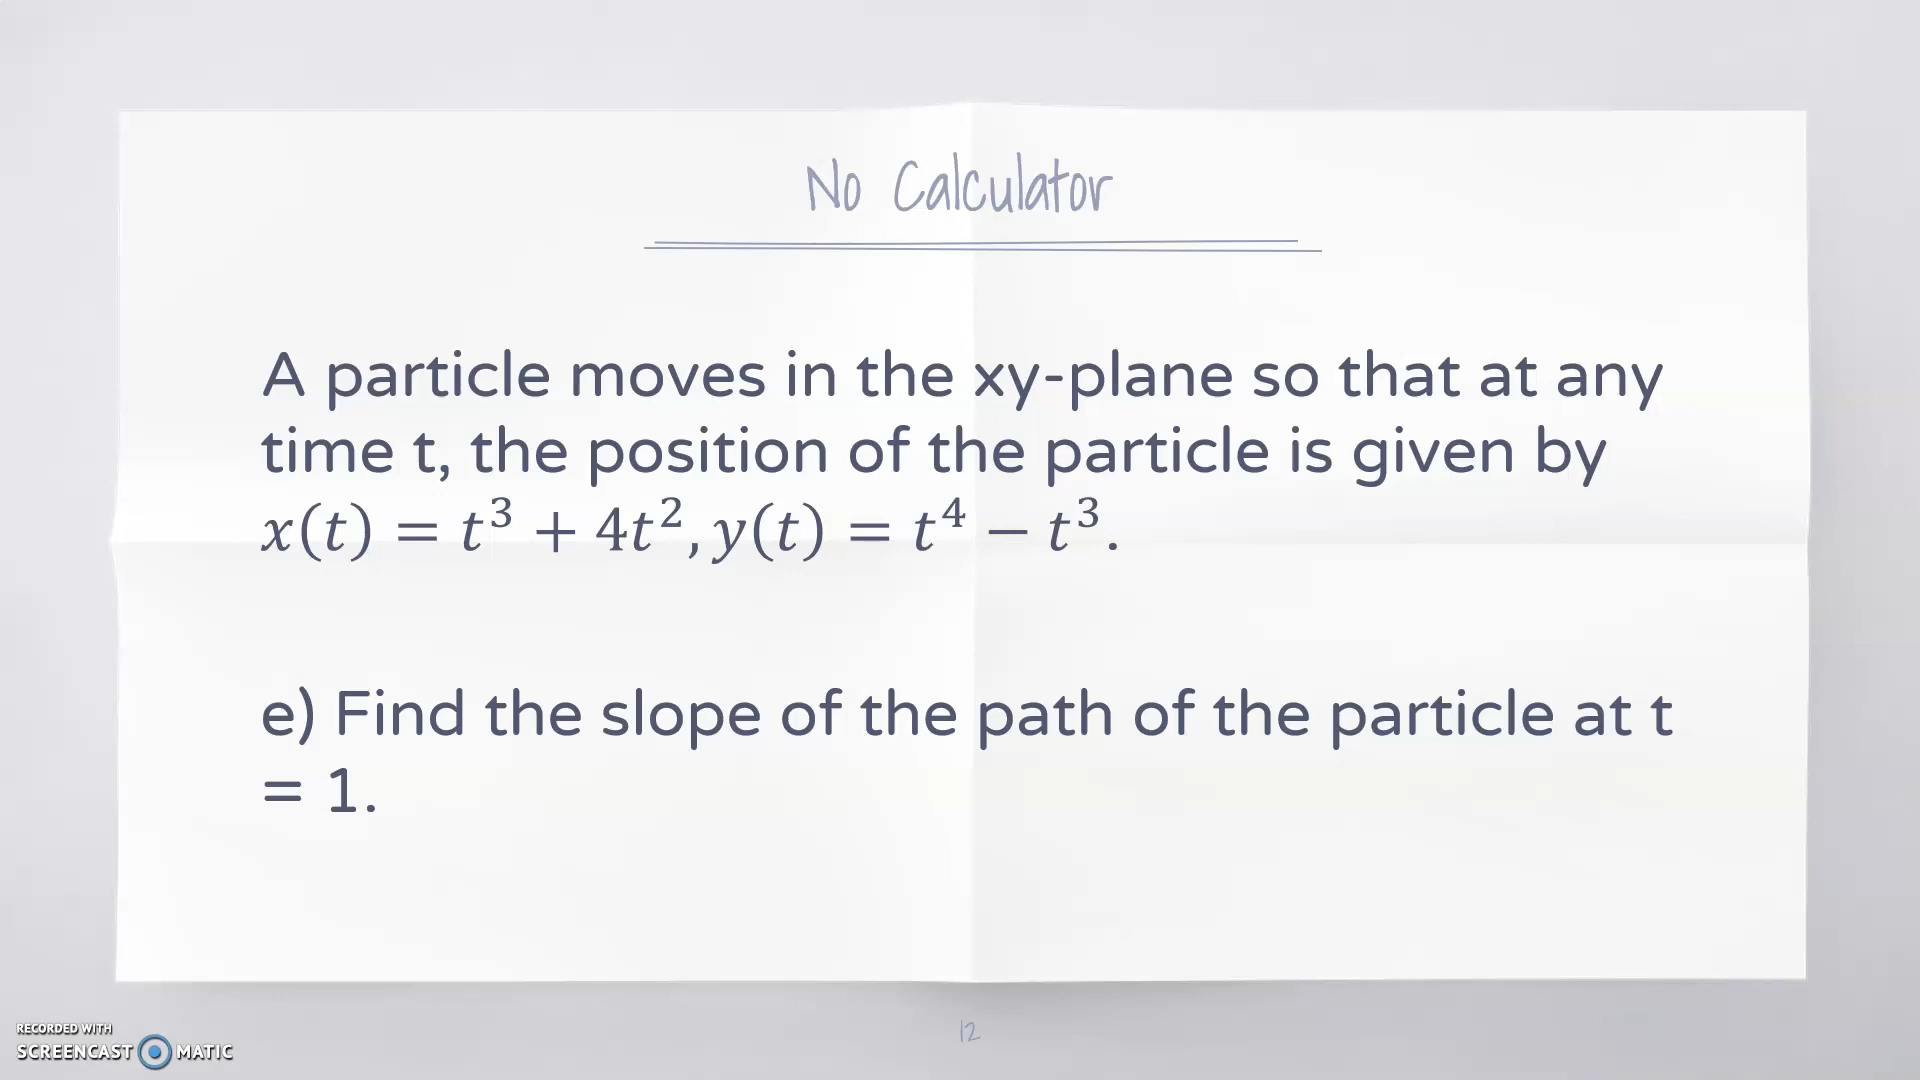 No Calculator
A particle moves in the xy-plane so that at any
time t, the position of the particle is given by
x(t) = t³ + 4t², y(t) = t⁴ − t³.
e) Find the slope of the path of the particle at t
= 1.
12
RECORDED WITH
SCREENCAST MATIC